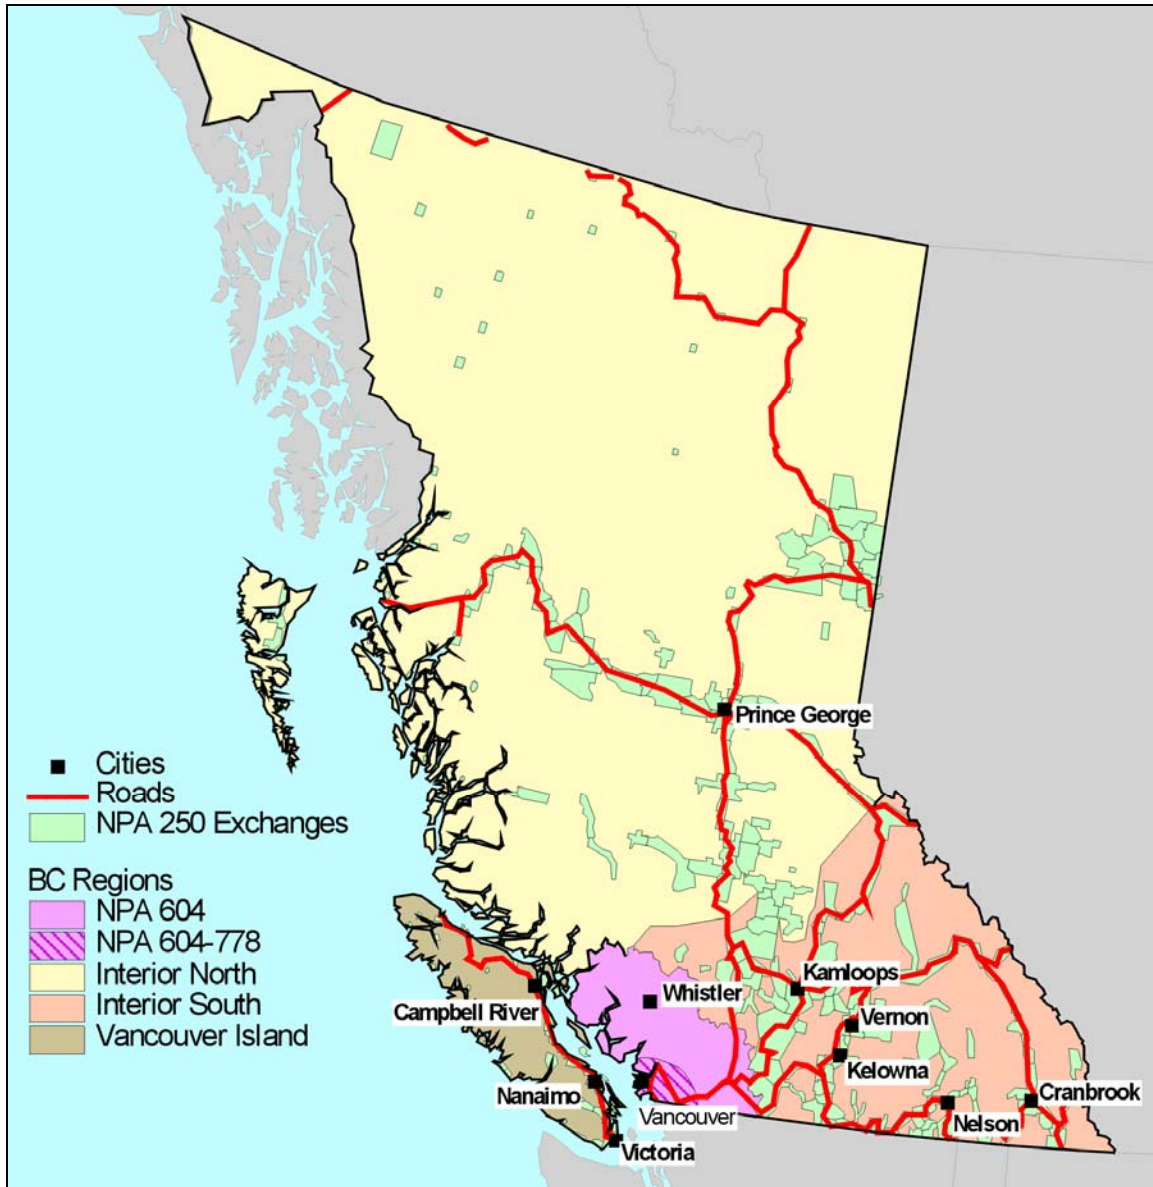 Prince George
Cities
Roads
NPA 250 Exchanges
BC Regions
NPA 604
NPA 604-778
Interior North
Interior South
Vancouver Island
Kamloops
Whistler
Campbell River
Vernon
Kelowna
Nanaimo
Cranbrook
Vancouver
Nelson
Victoria